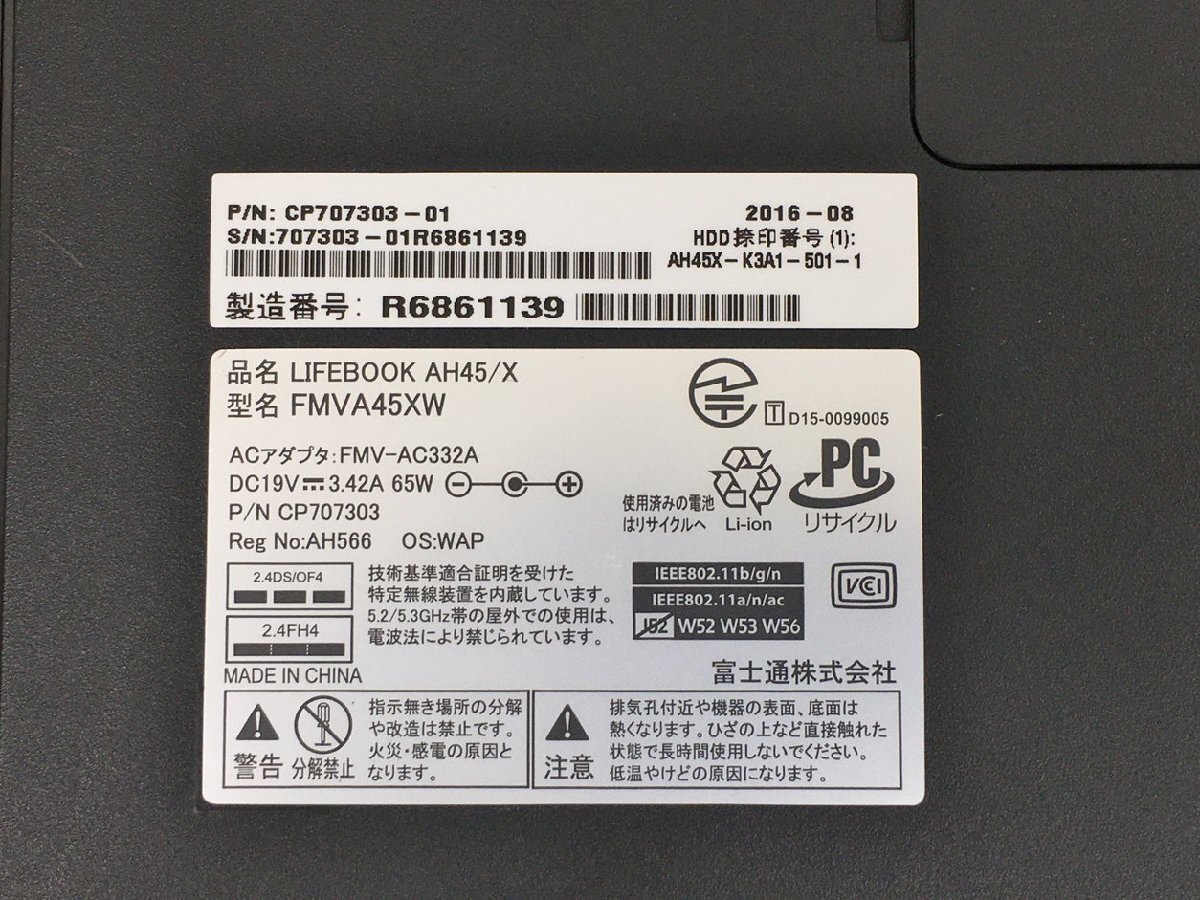 P/N: CP707303-01
2016-08
S/N:707303-01R6861139
HDD捺印番号(1):
AH45X-K3A1-501-1
製造番号: R6861139
品名 LIFEBOOK AH45/X
型名 FMVA45XW
T D15-0099005
ACアダプタ:FMV-AC332A
DC19V 3.42A 65W
P/N CP707303
Reg No:AH566 OS:WAP
使用済みの電池
はリサイクルへ
Li-ion
PC
リサイクル
2.4DS/OF4
2.4FH4
技術基準適合証明を受けた
特定無線装置を内蔵しています。
5.2/5.3GHz帯の屋外での使用は、
電波法により禁じられています。
IEEE802.11b/g/n
IEEE802.11a/n/ac
J52 W52 W53 W56
VCI
MADE IN CHINA
富士通株式会社
警告
分解禁止
指示無き場所の分解
や改造は禁止です。
火災・感電の原因と
なります。
注意
排気孔付近や機器の表面、底面は
熱くなります。ひざの上など直接触れた
状態で長時間使用しないでください。
低温やけどの原因になります。